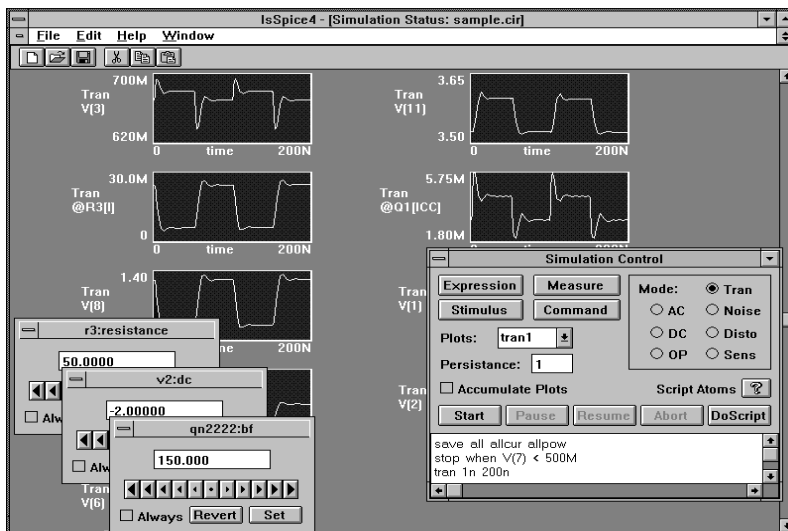 IsSpice4 - [Simulation Status: sample.cir]
File Edit Help Window
700M
Tran
V(3)
620M
0 time 200N
3.65
Tran
V(11)
3.50
0 time 200N
30.0M
Tran
@R3[I]
0
0 time 200N
5.75M
Tran
@Q1[ICC]
1.80M
1.40
Tran
V(8)
Tran
V(1)
Tran
V(2)
Tran
V(6)
r3:resistance
50.0000
v2:dc
-2.00000
qn2222:bf
150.000
Always Revert Set
Simulation Control
Expression Measure
Stimulus Command
Plots: tran1
Persistance: 1
Accumulate Plots
Mode: Tran
AC Noise
DC Disto
OP Sens
Script Atoms ?
Start Pause Resume Abort DoScript
save all allcur allpow
stop when V(7) < 500M
tran 1n 200n